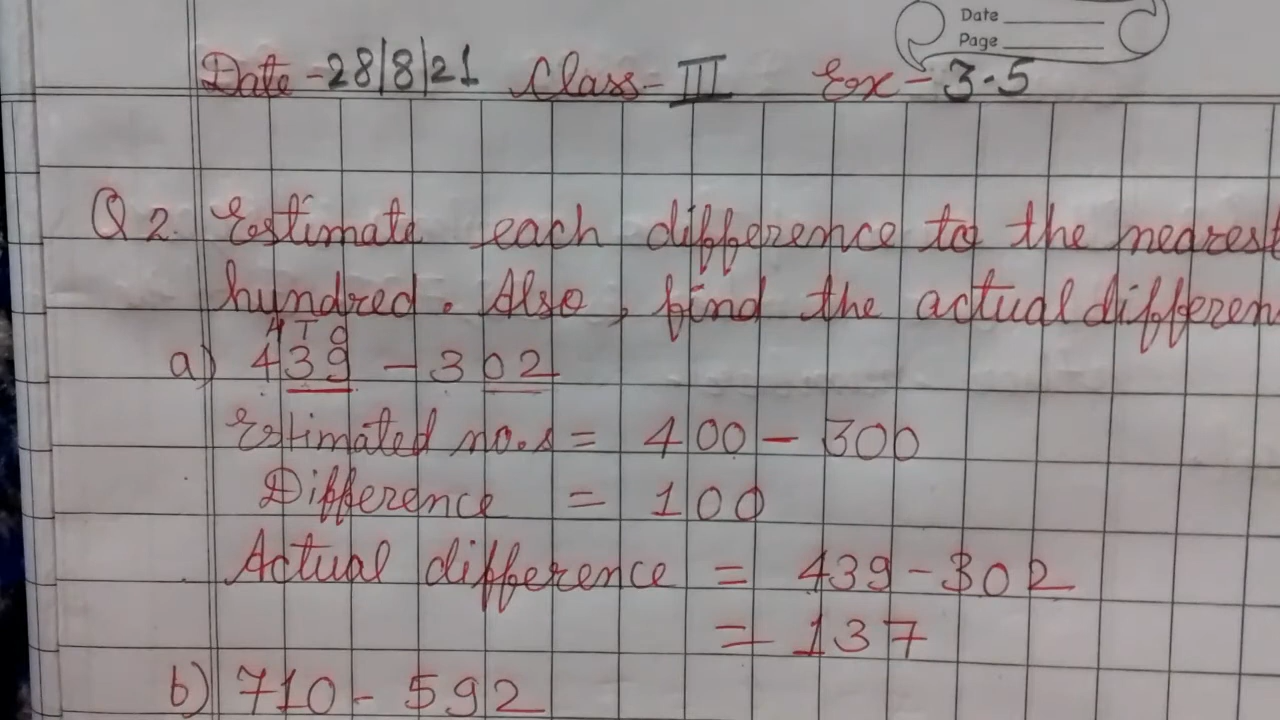 Date
Page
Date - 28/8/21 Class - III Ex - 3.5
Q 2. Estimate each difference to the nearest
hundred. Also, find the actual differen
H T O
a) 439 - 302
Estimated no.s = 400 - 300
Difference = 100
Actual difference = 439 - 302
= 137
b) 710 - 592